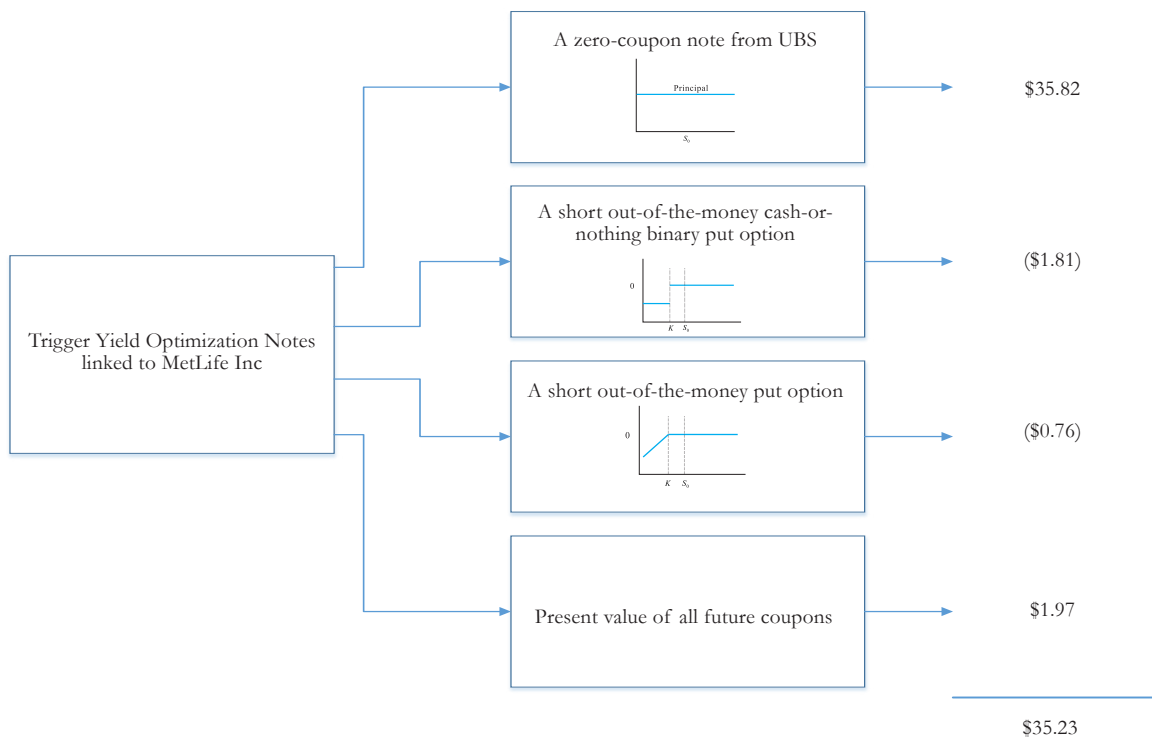 Trigger Yield Optimization Notes
linked to MetLife Inc
A zero-coupon note from UBS
Principal
S₀
$35.82
A short out-of-the-money cash-or-
nothing binary put option
0
K S₀
($1.81)
A short out-of-the-money put option
0
K S₀
($0.76)
Present value of all future coupons
$1.97
$35.23